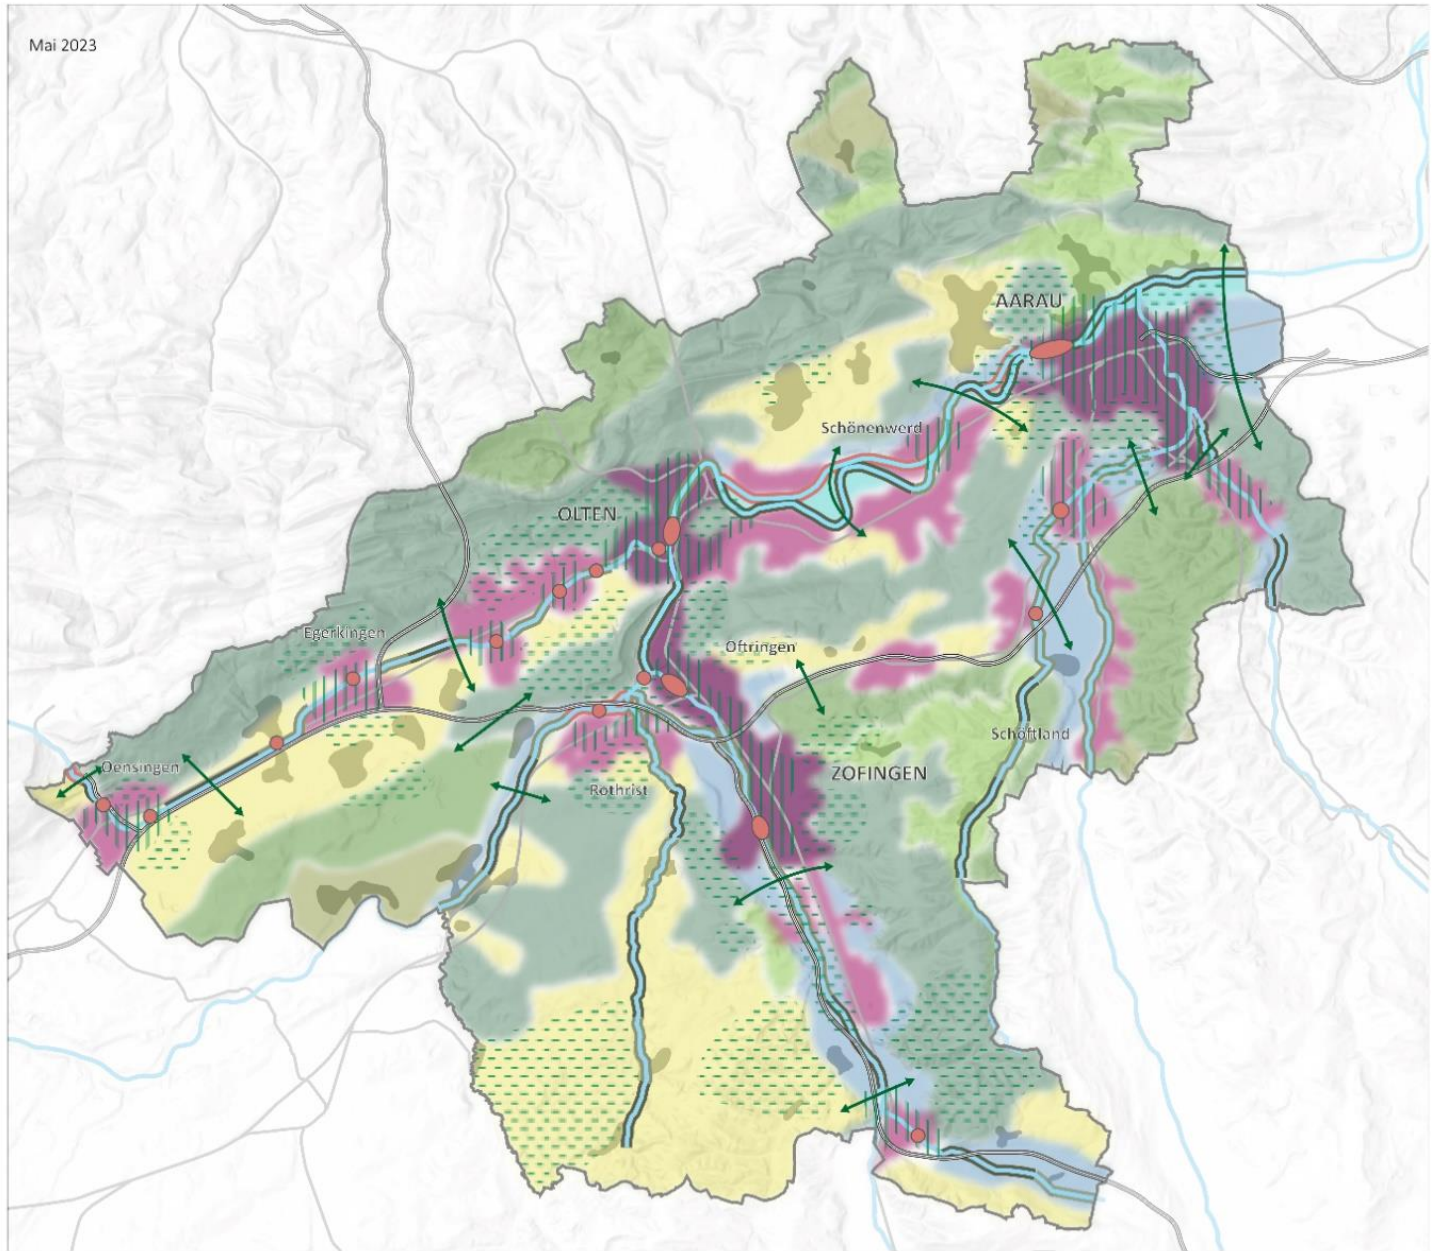 Mai 2023
AARAU
Schönenwerd
OLTEN
Egerkingen
Oftringen
Schöftland
Oensingen
ZOFINGEN
Rothrist